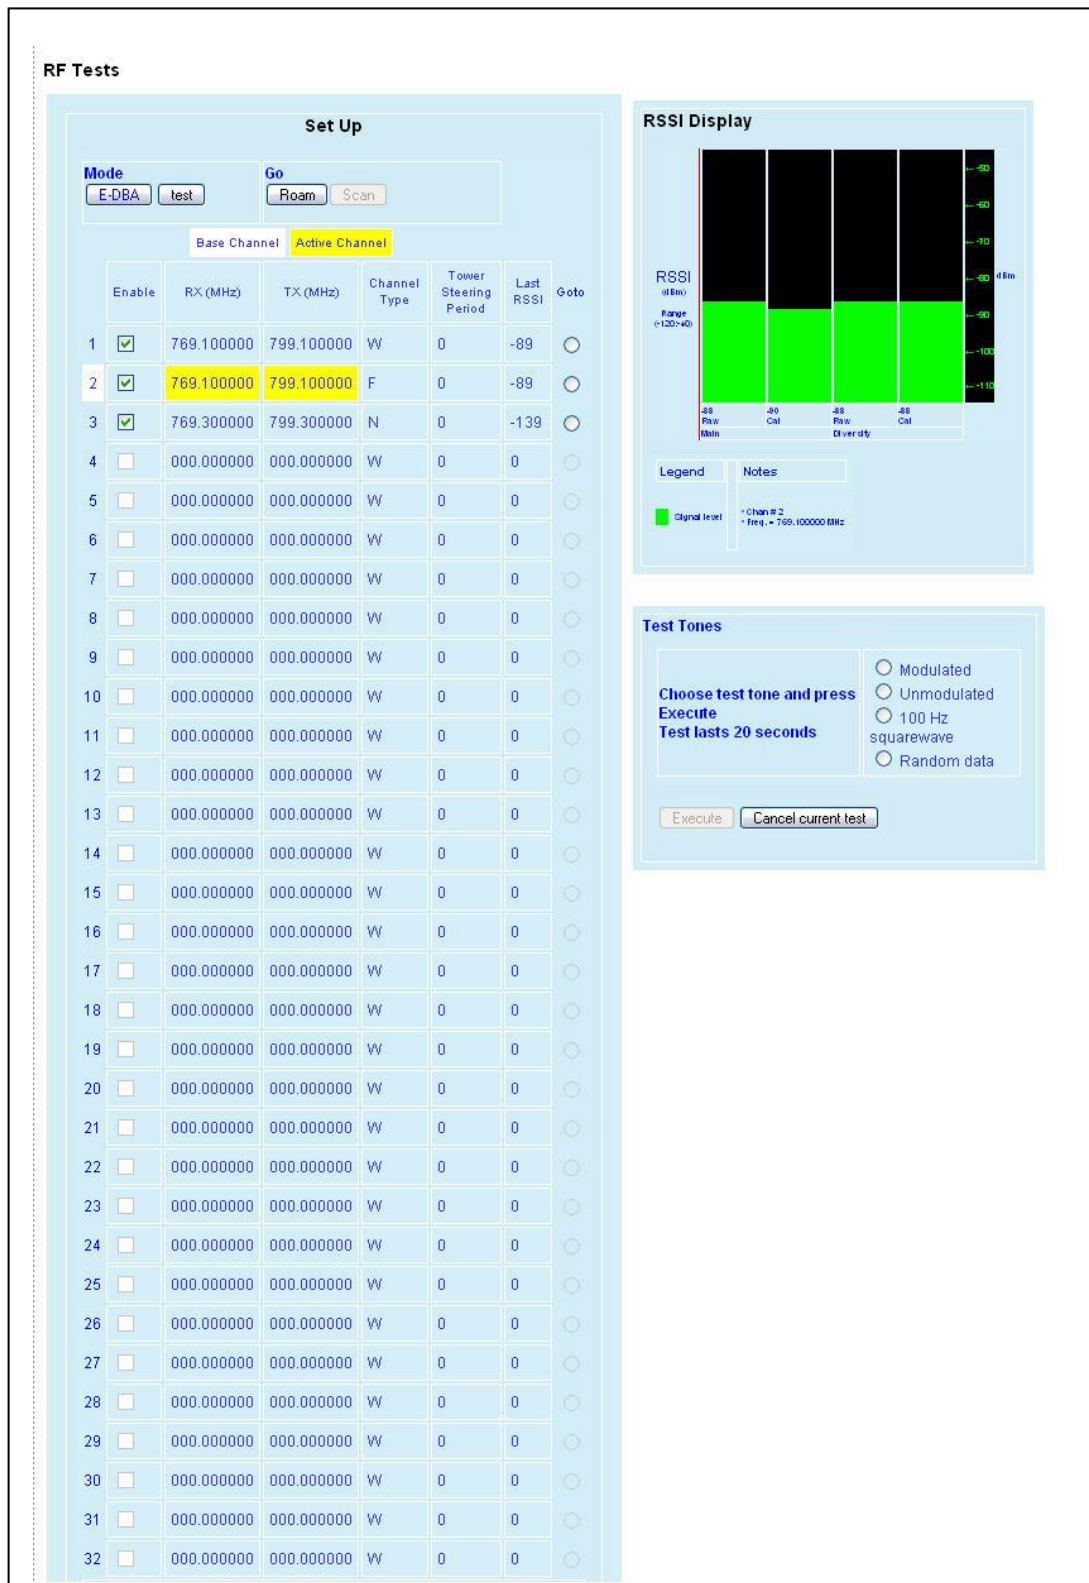 RF Tests
Set Up
Mode
E-DBA test
Go
Roam Scan
Base Channel Active Channel
Enable RX (MHz) TX (MHz) Channel Type Tower Steering Period Last RSSI Goto
1 769.100000 799.100000 W 0 -89
2 769.100000 799.100000 F 0 -89
3 769.300000 799.300000 N 0 -139
4 000.000000 000.000000 W 0 0
5 000.000000 000.000000 W 0 0
6 000.000000 000.000000 W 0 0
7 000.000000 000.000000 W 0 0
8 000.000000 000.000000 W 0 0
9 000.000000 000.000000 W 0 0
10 000.000000 000.000000 W 0 0
11 000.000000 000.000000 W 0 0
12 000.000000 000.000000 W 0 0
13 000.000000 000.000000 W 0 0
14 000.000000 000.000000 W 0 0
15 000.000000 000.000000 W 0 0
16 000.000000 000.000000 W 0 0
17 000.000000 000.000000 W 0 0
18 000.000000 000.000000 W 0 0
19 000.000000 000.000000 W 0 0
20 000.000000 000.000000 W 0 0
21 000.000000 000.000000 W 0 0
22 000.000000 000.000000 W 0 0
23 000.000000 000.000000 W 0 0
24 000.000000 000.000000 W 0 0
25 000.000000 000.000000 W 0 0
26 000.000000 000.000000 W 0 0
27 000.000000 000.000000 W 0 0
28 000.000000 000.000000 W 0 0
29 000.000000 000.000000 W 0 0
30 000.000000 000.000000 W 0 0
31 000.000000 000.000000 W 0 0
32 000.000000 000.000000 W 0 0
RSSI Display
RSSI
(dBm)
Range
(-120>-40)
←-50
←-60
←-70
←-80 dBm
←-90
←-100
←-110
-88 -90 -88 -88
Raw Cal Raw Cal
Main Diversity
Legend Notes
Signal level
* Chan # 2
* Freq. = 769.100000 MHz
Test Tones
Choose test tone and press
Execute
Test lasts 20 seconds
Modulated
Unmodulated
100 Hz
squarewave
Random data
Execute Cancel current test